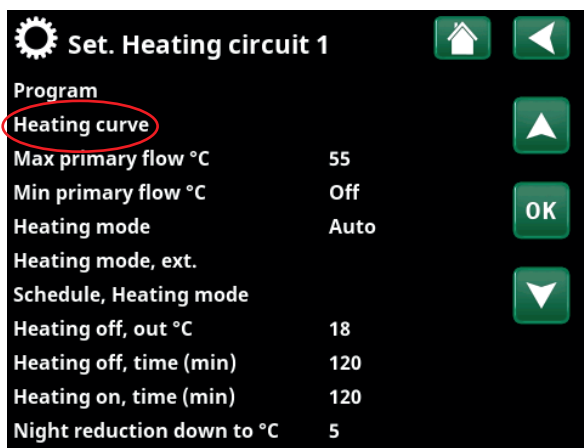 Set. Heating circuit 1
Program
Heating curve
Max primary flow °C 55
Min primary flow °C Off
Heating mode Auto
Heating mode, ext.
Schedule, Heating mode
Heating off, out °C 18
Heating off, time (min) 120
Heating on, time (min) 120
Night reduction down to °C 5
OK